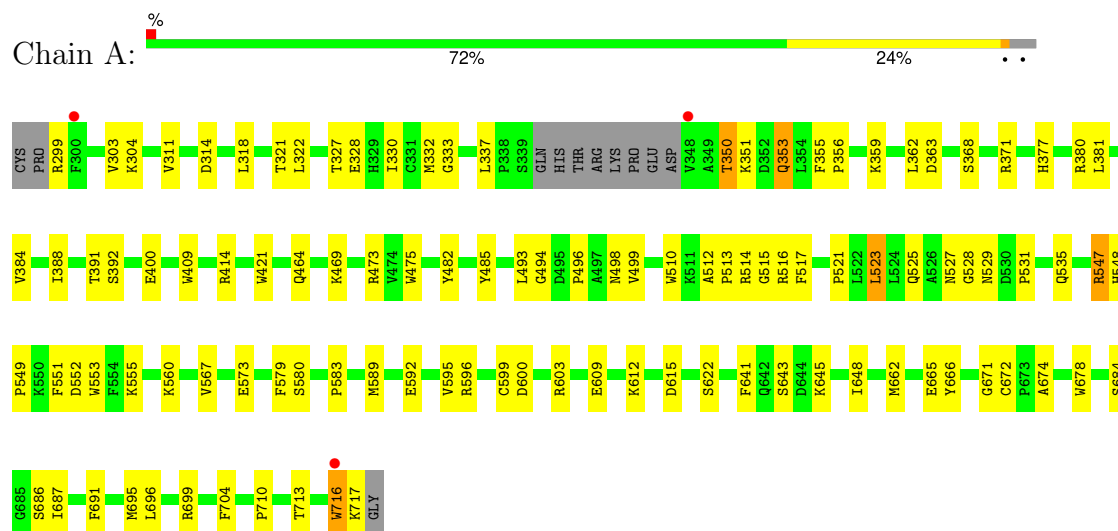 %
Chain A:
72% 24% • •
CYS PRO R299 F300 V303 K304 V311 D314 L318 T321 L322 T327 E328 H329 I330 C331 M332 G333 L337 P338 S339 GLN HIS THR ARG LYS PRO GLU ASP V348 A349 T350 K351 D352 Q353 L354 F355 P356 K359 L362 D363 S368 R371 H377 R380 L381
V384 I388 T391 S392 E400 W409 R414 W421 Q464 K469 R473 V474 W475 Y482 Y485 L493 G494 D495 P496 A497 N498 V499 W510 K511 A512 P513 R514 G515 R516 F517 P521 L522 L523 L524 Q525 A526 N527 G528 N529 D530 P531 Q535 R547 H548
P549 K550 F551 D552 W553 F554 K555 K560 V567 E573 F579 S580 P583 M589 E592 V595 R596 C599 D600 R603 E609 K612 D615 S622 F641 Q642 S643 D644 K645 I648 M662 E665 Y666 G671 C672 P673 A674 W678 S684
G685 S686 I687 F691 M695 L696 R699 F704 P710 T713 W716 K717 GLY